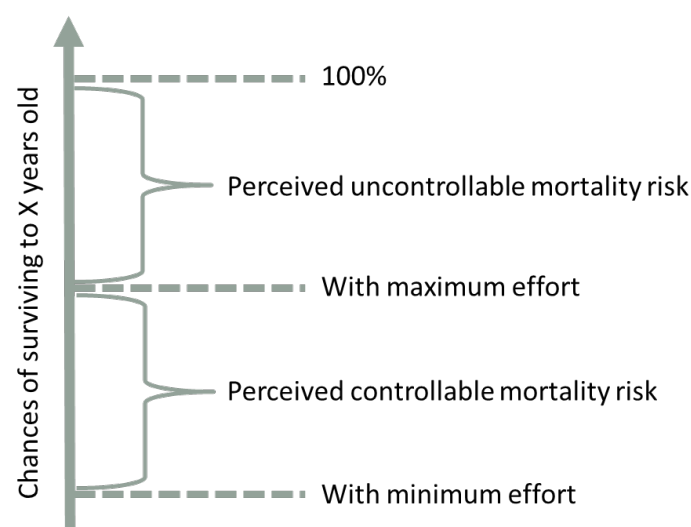 Chances of surviving to X years old
100%
Perceived uncontrollable mortality risk
With maximum effort
Perceived controllable mortality risk
With minimum effort